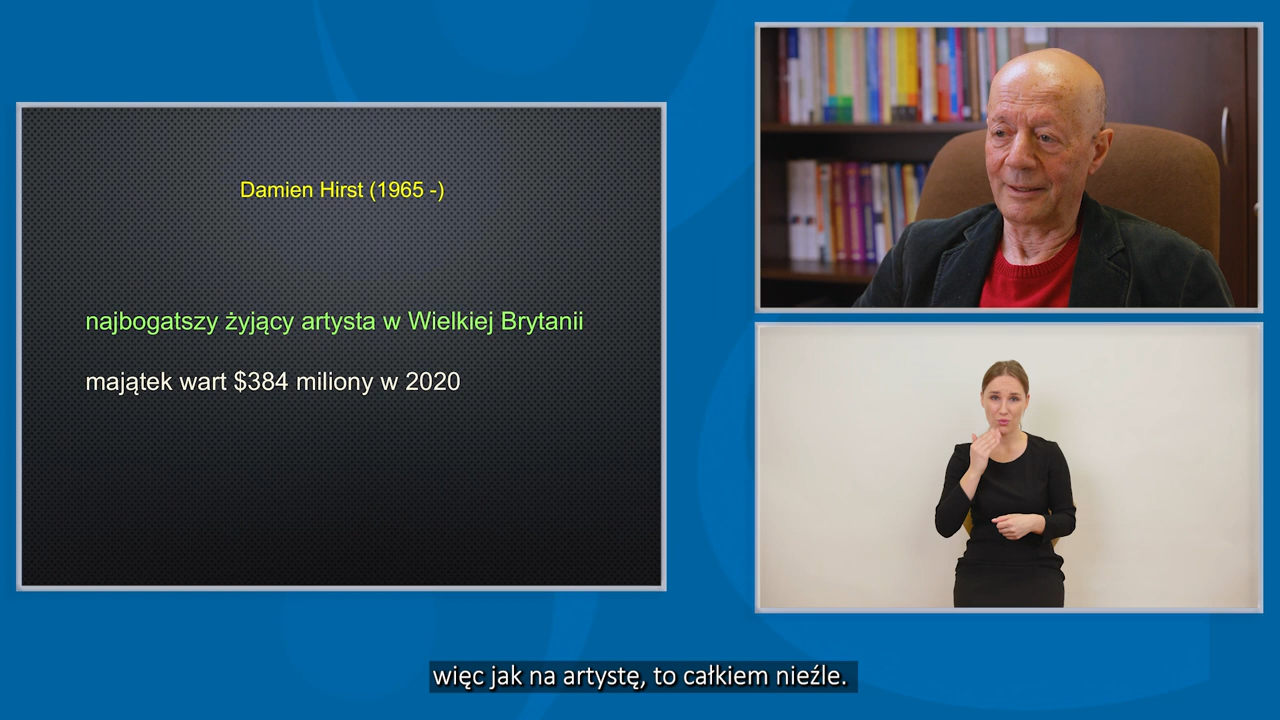 Damien Hirst (1965 -)
najbogatszy żyjący artysta w Wielkiej Brytanii
majątek wart $384 miliony w 2020
więc jak na artystę, to całkiem nieźle.